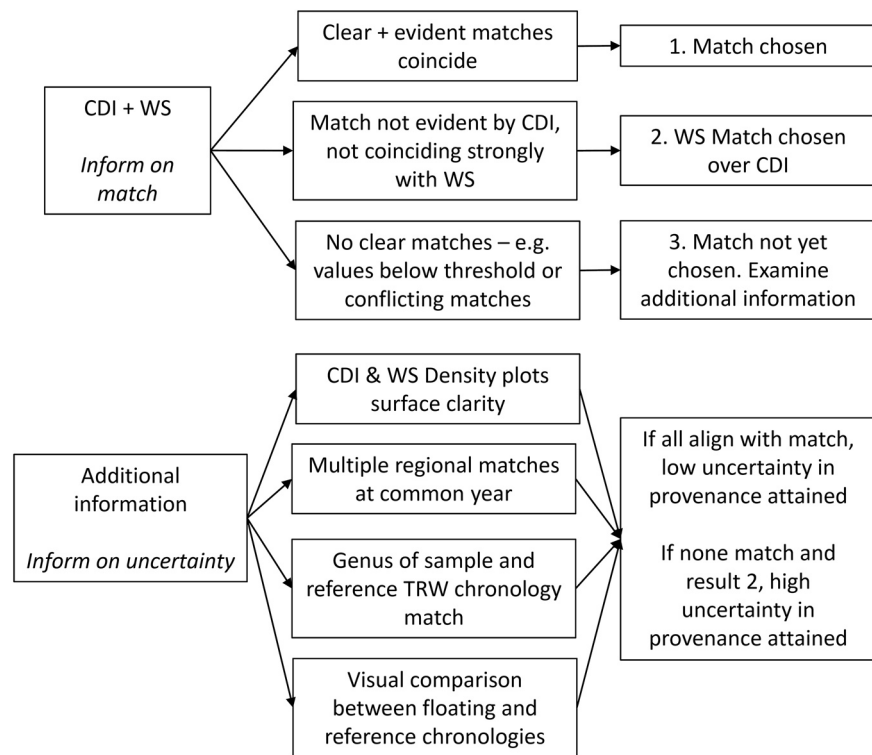 CDI + WS
Inform on
match
Clear + evident matches
coincide
1. Match chosen
Match not evident by CDI,
not coinciding strongly
with WS
2. WS Match chosen
over CDI
No clear matches – e.g.
values below threshold or
conflicting matches
3. Match not yet
chosen. Examine
additional information
Additional
information
Inform on uncertainty
CDI & WS Density plots
surface clarity
Multiple regional matches
at common year
Genus of sample and
reference TRW chronology
match
Visual comparison
between floating and
reference chronologies
If all align with match,
low uncertainty in
provenance attained
If none match and
result 2, high
uncertainty in
provenance attained